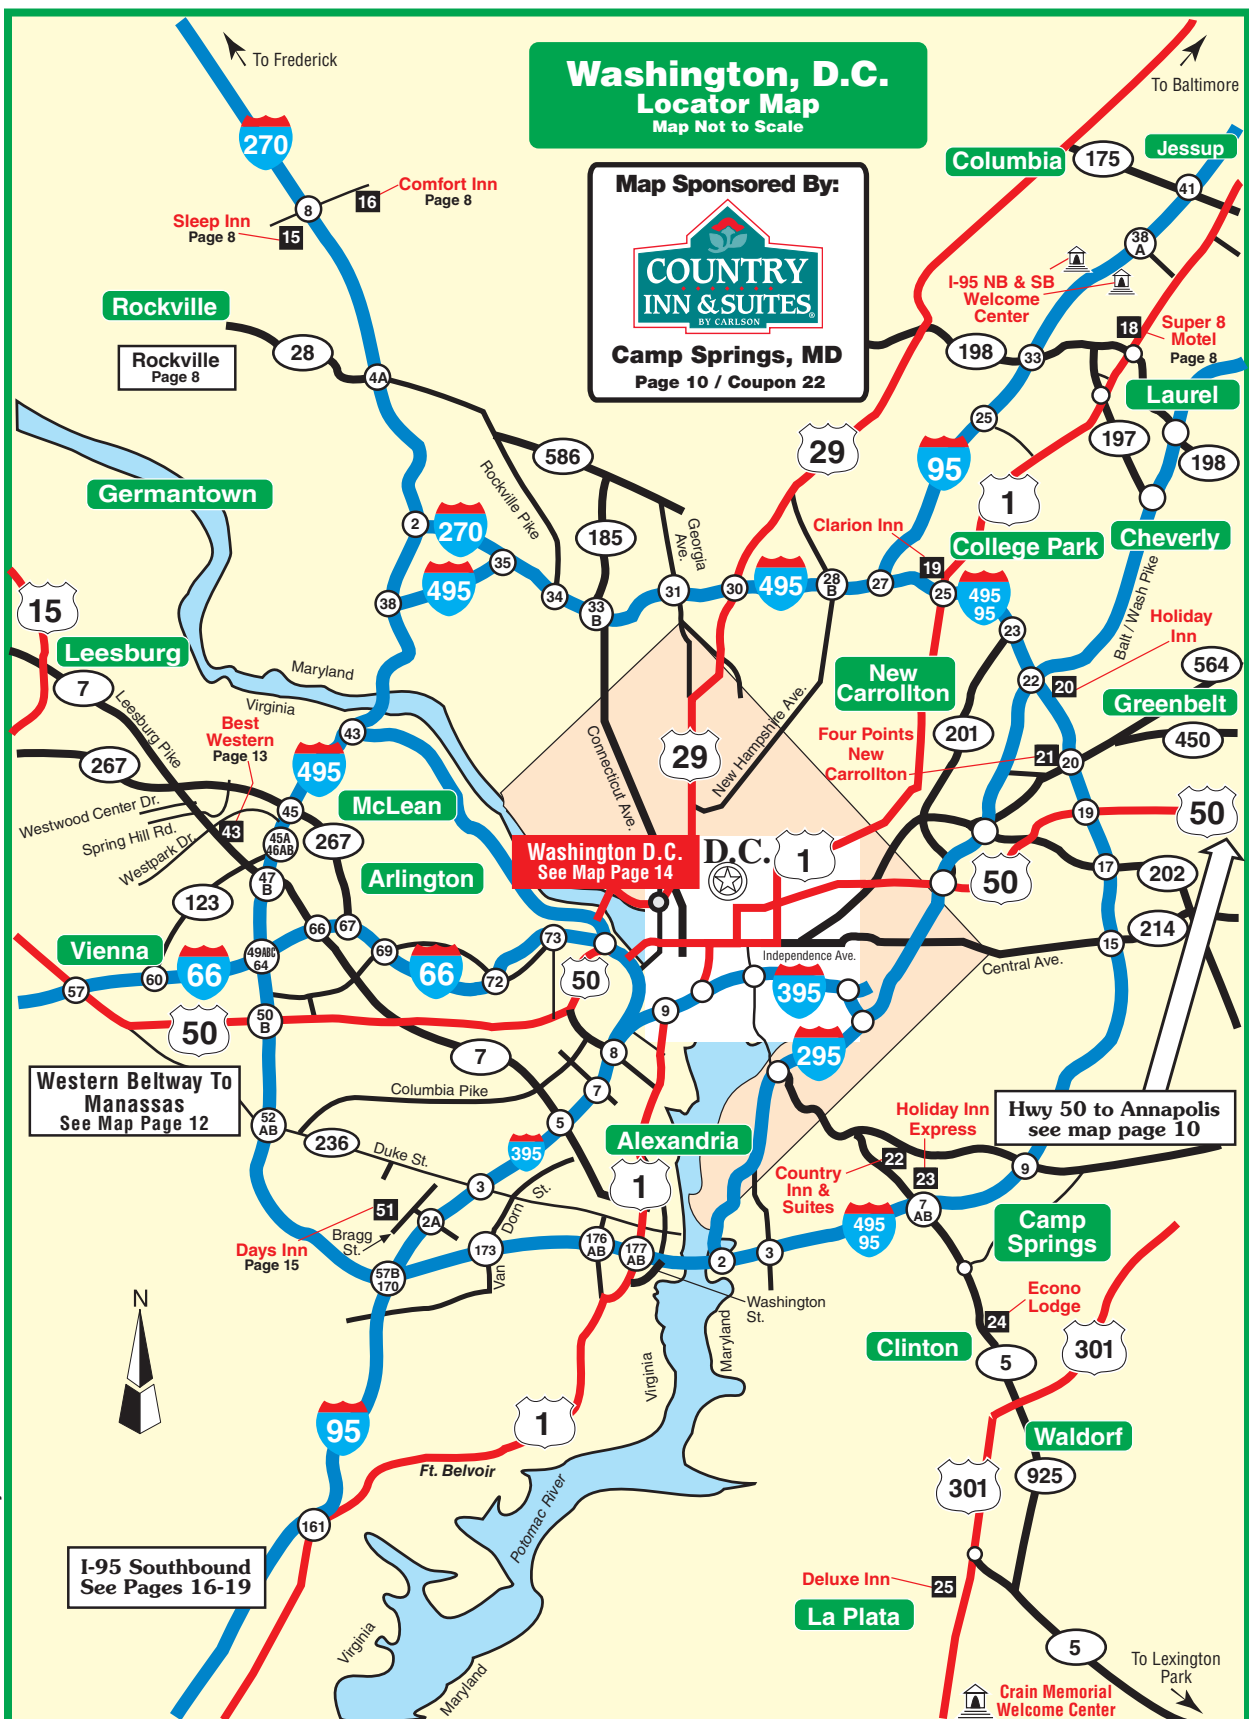 To Frederick
Washington, D.C.
Locator Map
Map Not to Scale
To Baltimore
270
Columbia
175
Jessup
41
Map Sponsored By:
COUNTRY
INN & SUITES®
BY CARLSON
Camp Springs, MD
Page 10 / Coupon 22
Comfort Inn
Page 8
16
8
Sleep Inn
Page 8
15
38
A
I-95 NB & SB
Welcome
Center
Rockville
28
Rockville
Page 8
4A
18
Super 8
Motel
Page 8
198
33
Laurel
25
197
198
29
95
586
Rockville Pike
Germantown
1
185
Georgia
Ave.
2
270
Clarion Inn
19
College Park
Cheverly
35
495
38
34
33
B
31
30
495
28
B
27
25
495
95
23
Balt / Wash Pike
Holiday
Inn
20
22
15
Leesburg
7
Leesburg Pike
Maryland
Virginia
New
Carrollton
564
Greenbelt
450
Best
Western
Page 13
43
495
Connecticut Ave.
29
New Hampshire Ave.
Four Points
New
Carrollton
201
21
20
267
Westwood Center Dr.
Spring Hill Rd.
Westpark Dr.
43
45
McLean
45A
46AB
267
19
50
Washington D.C.
See Map Page 14
D.C.
1
47
B
Arlington
50
17
202
123
66
67
214
Vienna
49ABC
64
69
73
15
Independence Ave.
Central Ave.
60
66
66
72
50
57
395
50
50
B
9
7
8
295
Western Beltway To
Manassas
See Map Page 12
Columbia Pike
7
Holiday Inn
Express
Hwy 50 to Annapolis
see map page 10
52
AB
236
5
Duke St.
395
Alexandria
22
Country
Inn &
Suites
23
9
3
1
51
Dorn St.
7
AB
Bragg
St.
2A
Days Inn
Page 15
495
95
Camp
Springs
173
176
AB
177
AB
2
3
57B
170
Van
Washington
St.
Econo
Lodge
24
N
Virginia
Maryland
Clinton
5
301
95
1
Waldorf
Ft. Belvoir
301
925
Potomac River
161
I-95 Southbound
See Pages 16-19
Deluxe Inn
25
La Plata
Virginia
Maryland
5
To Lexington
Park
Crain Memorial
Welcome Center